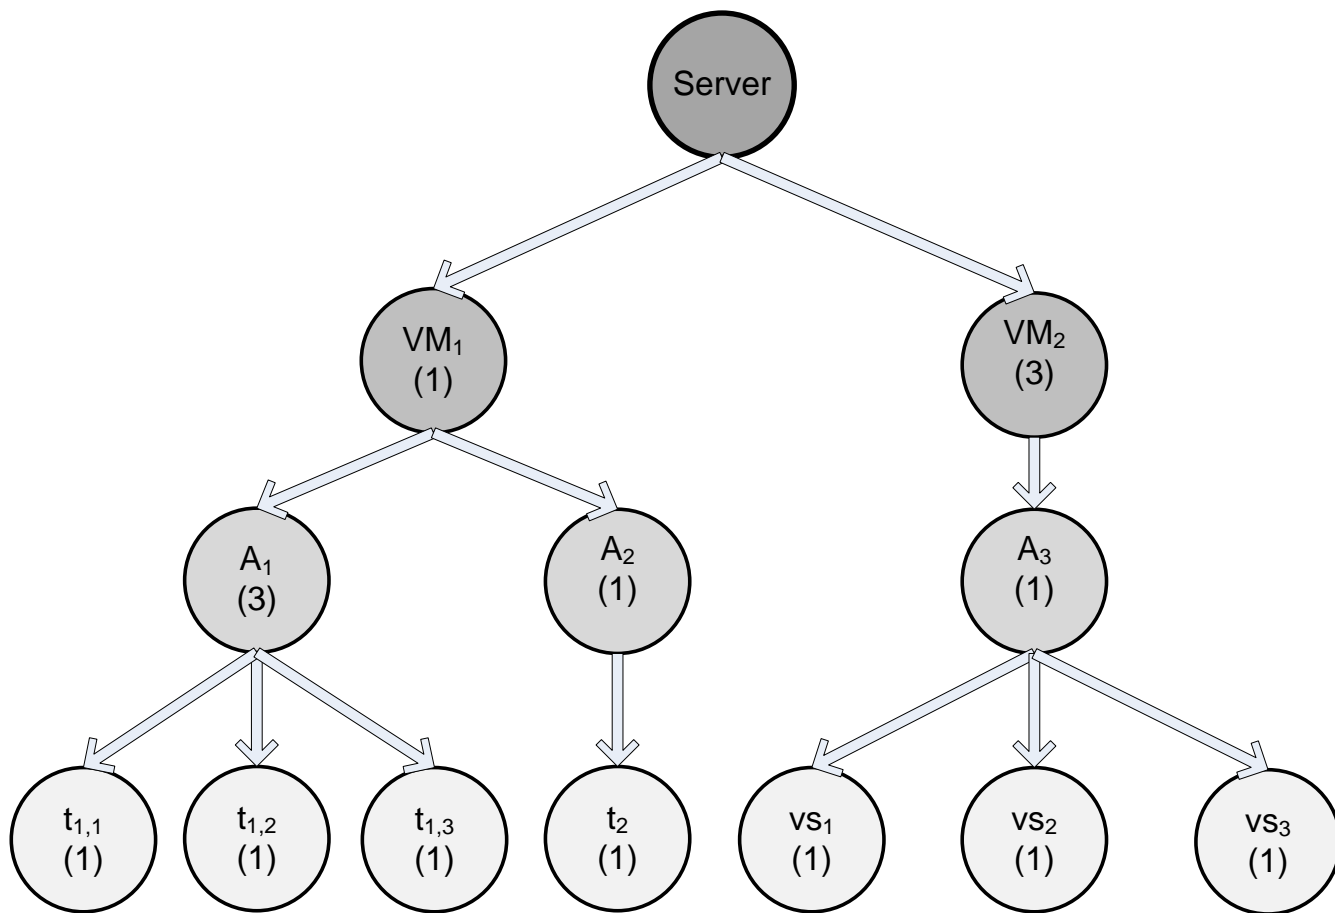 Server
VM₁
(1)
VM₂
(3)
A₁
(3)
A₂
(1)
A₃
(1)
t₁,₁
(1)
t₁,₂
(1)
t₁,₃
(1)
t₂
(1)
vs₁
(1)
vs₂
(1)
vs₃
(1)